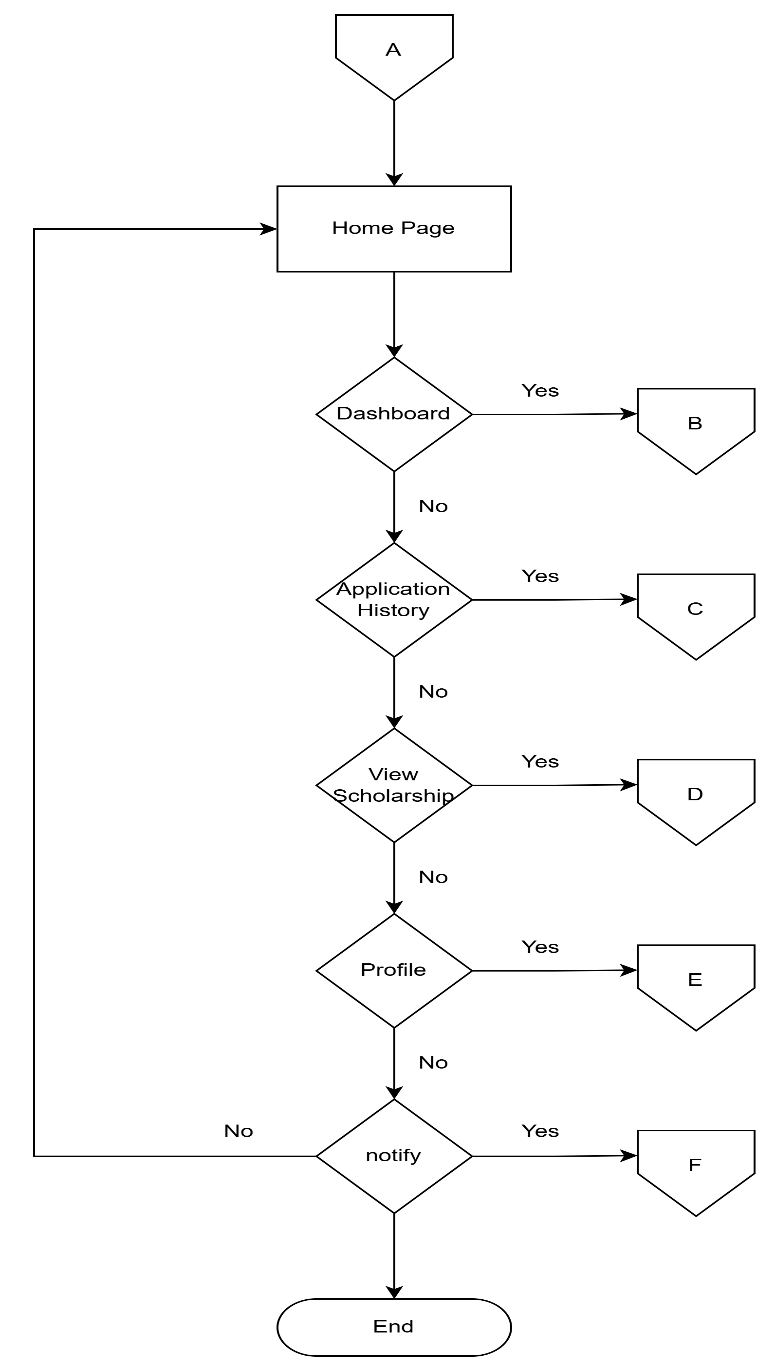 A
Home Page
Yes
Dashboard
B
No
Yes
Application
History
C
No
Yes
View
Scholarship
D
No
Yes
Profile
E
No
No
Yes
notify
F
End